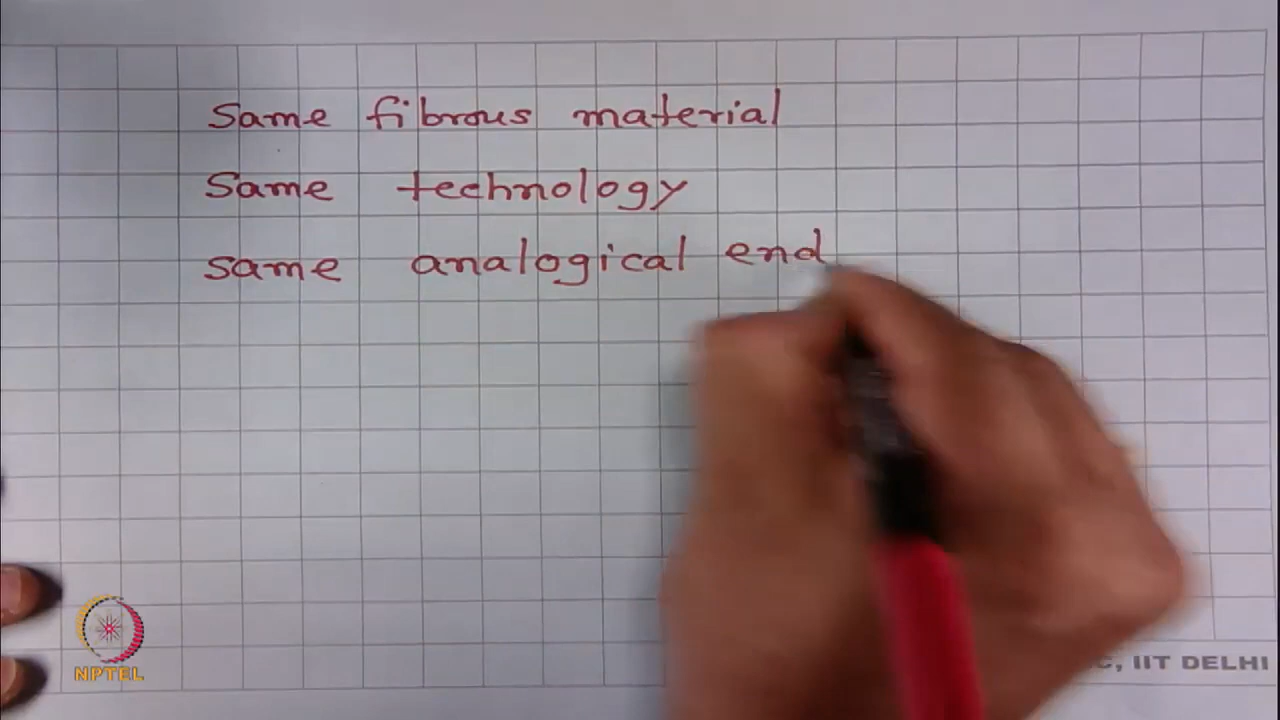 Same fibrous material
Same technology
same analogical end
NPTEL
C, IIT DELHI